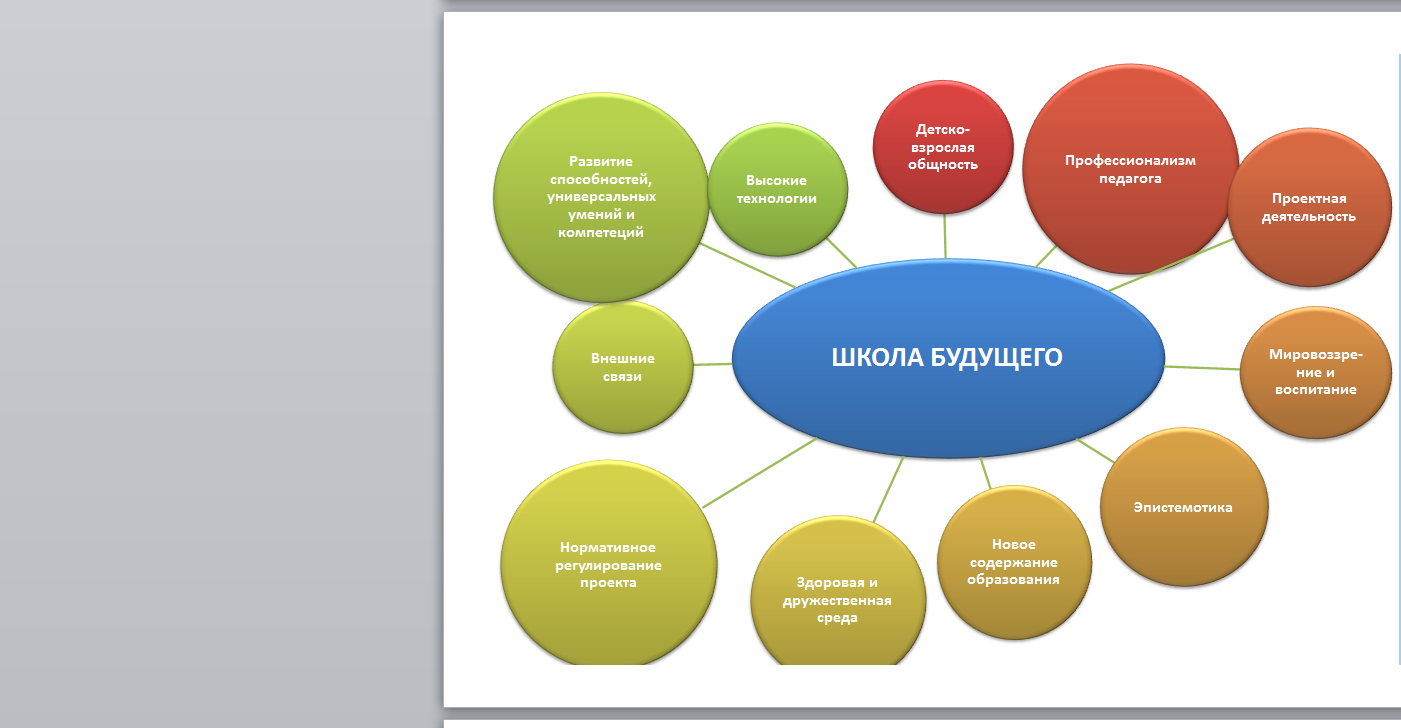 Детско-
взрослая
общность
Профессионализм
педагога
Развитие
способностей,
универсальных
умений и
компетеций
Высокие
технологии
Проектная
деятельность
ШКОЛА БУДУЩЕГО
Внешние
связи
Мировоззре-
ние и
воспитание
Эпистемотика
Нормативное
регулирование
проекта
Новое
содержание
образования
Здоровая и
дружественная
среда